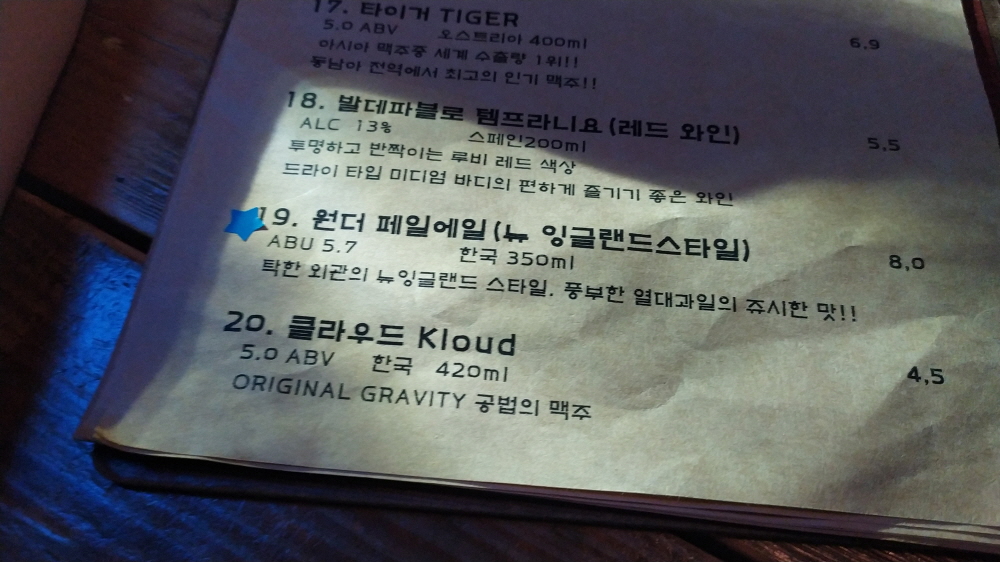 17. 타이거 TIGER
5.0 ABV 오스트리아 400ml 6,9
아시아 맥주중 세계 수출량 1위!!
동남아 전역에서 최고의 인기 맥주!!
18. 발데파블로 템프라니요 (레드 와인)
ALC 13% 스페인200ml 5,5
투명하고 반짝이는 루비 레드 색상
드라이 타입 미디엄 바디의 편하게 즐기기 좋은 와인
19. 원더 페일에일 (뉴 잉글랜드스타일)
ABU 5.7 한국 350ml 8,0
탁한 외관의 뉴잉글랜드 스타일. 풍부한 열대과일의 쥬시한 맛!!
20. 클라우드 Kloud
5.0 ABV 한국 420ml 4,5
ORIGINAL GRAVITY 공법의 맥주